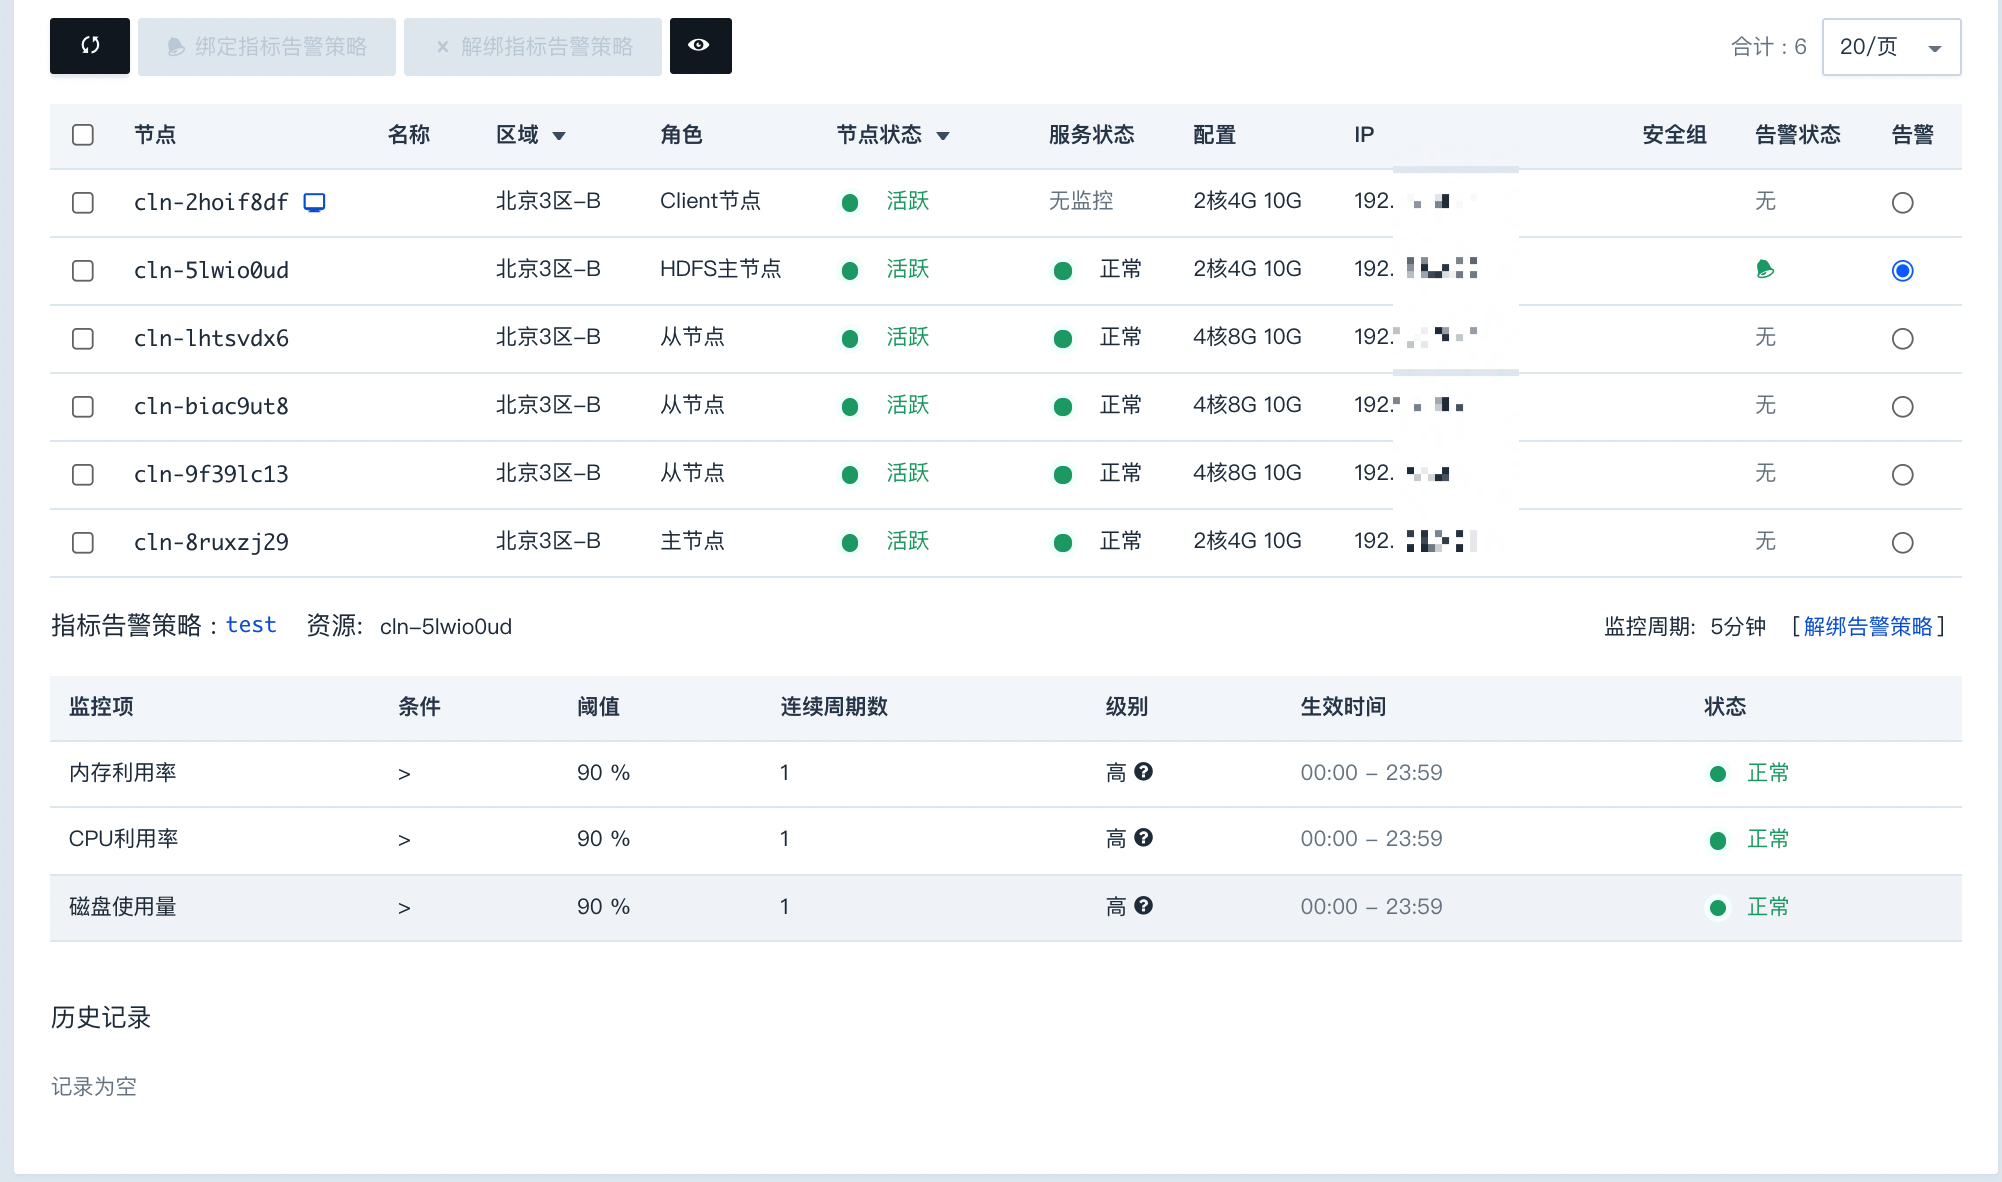 绑定指标告警策略 × 解绑指标告警策略 合计：6 20/页
节点 名称 区域 角色 节点状态 服务状态 配置 IP 安全组 告警状态 告警
cln-2hoif8df 北京3区-B Client节点 活跃 无监控 2核4G 10G 192. 无
cln-5lwio0ud 北京3区-B HDFS主节点 活跃 正常 2核4G 10G 192.
cln-lhtsvdx6 北京3区-B 从节点 活跃 正常 4核8G 10G 192. 无
cln-biac9ut8 北京3区-B 从节点 活跃 正常 4核8G 10G 192. 无
cln-9f39lc13 北京3区-B 从节点 活跃 正常 4核8G 10G 192. 无
cln-8ruxzj29 北京3区-B 主节点 活跃 正常 2核4G 10G 192. 无
指标告警策略：test 资源: cln-5lwio0ud 监控周期: 5分钟 [解绑告警策略]
监控项 条件 阈值 连续周期数 级别 生效时间 状态
内存利用率 > 90 % 1 高 00:00 - 23:59 正常
CPU利用率 > 90 % 1 高 00:00 - 23:59 正常
磁盘使用量 > 90 % 1 高 00:00 - 23:59 正常
历史记录
记录为空